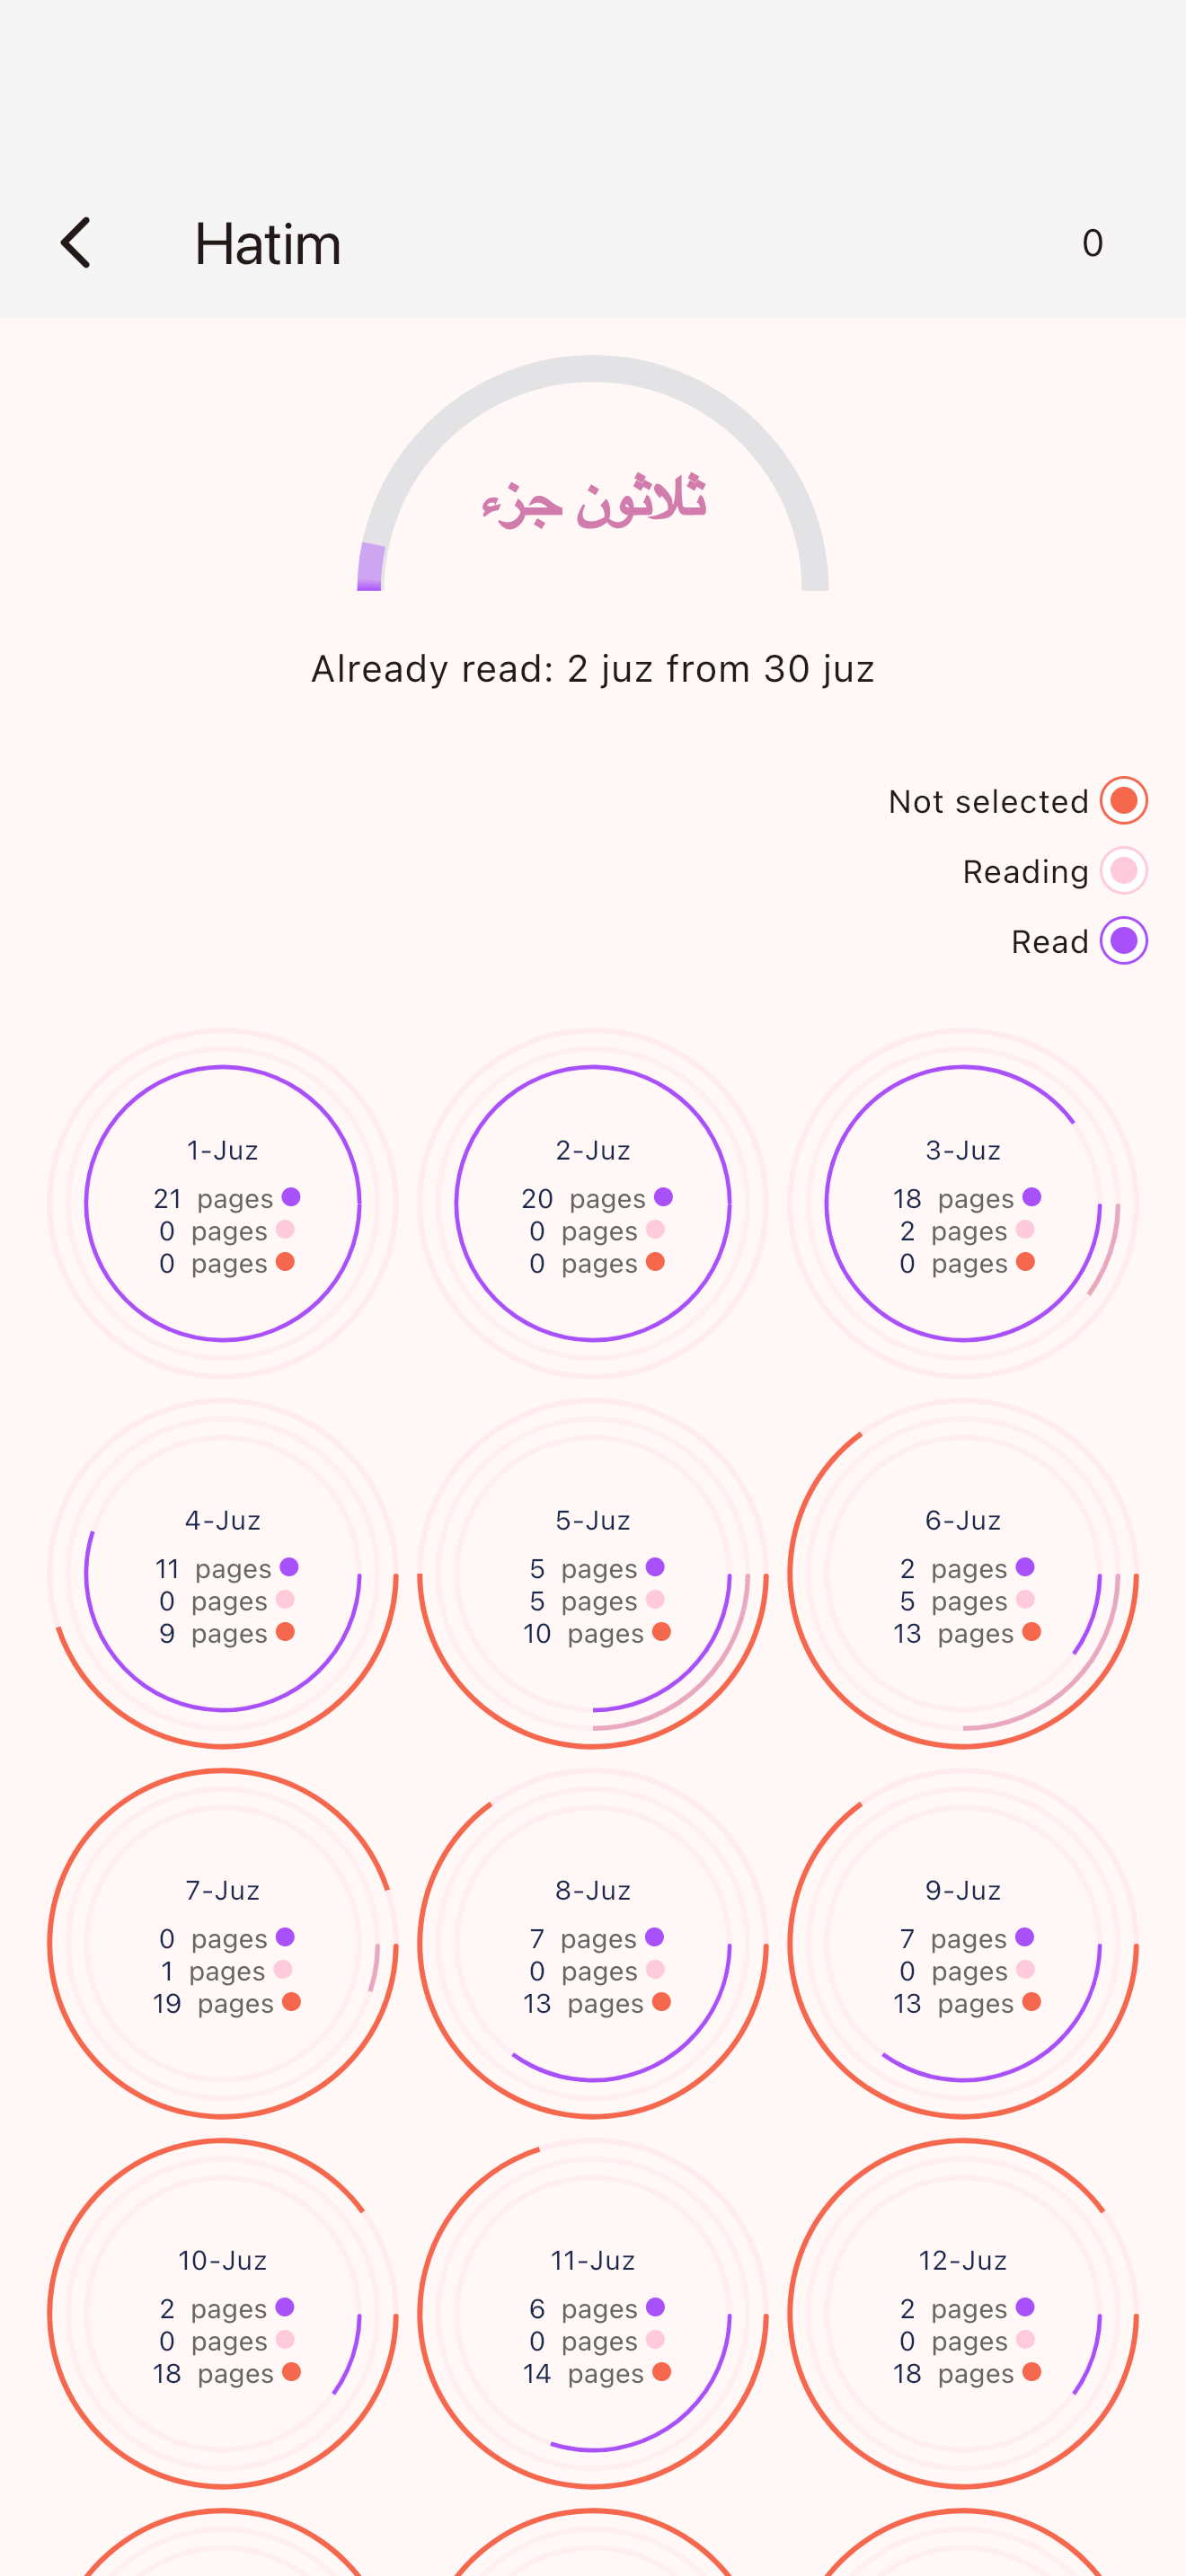 Hatim 0
ثلاثون جزء
Already read: 2 juz from 30 juz
Not selected
Reading
Read
1-Juz
21 pages
0 pages
0 pages
2-Juz
20 pages
0 pages
0 pages
3-Juz
18 pages
2 pages
0 pages
4-Juz
11 pages
0 pages
9 pages
5-Juz
5 pages
5 pages
10 pages
6-Juz
2 pages
5 pages
13 pages
7-Juz
0 pages
1 pages
19 pages
8-Juz
7 pages
0 pages
13 pages
9-Juz
7 pages
0 pages
13 pages
10-Juz
2 pages
0 pages
18 pages
11-Juz
6 pages
0 pages
14 pages
12-Juz
2 pages
0 pages
18 pages